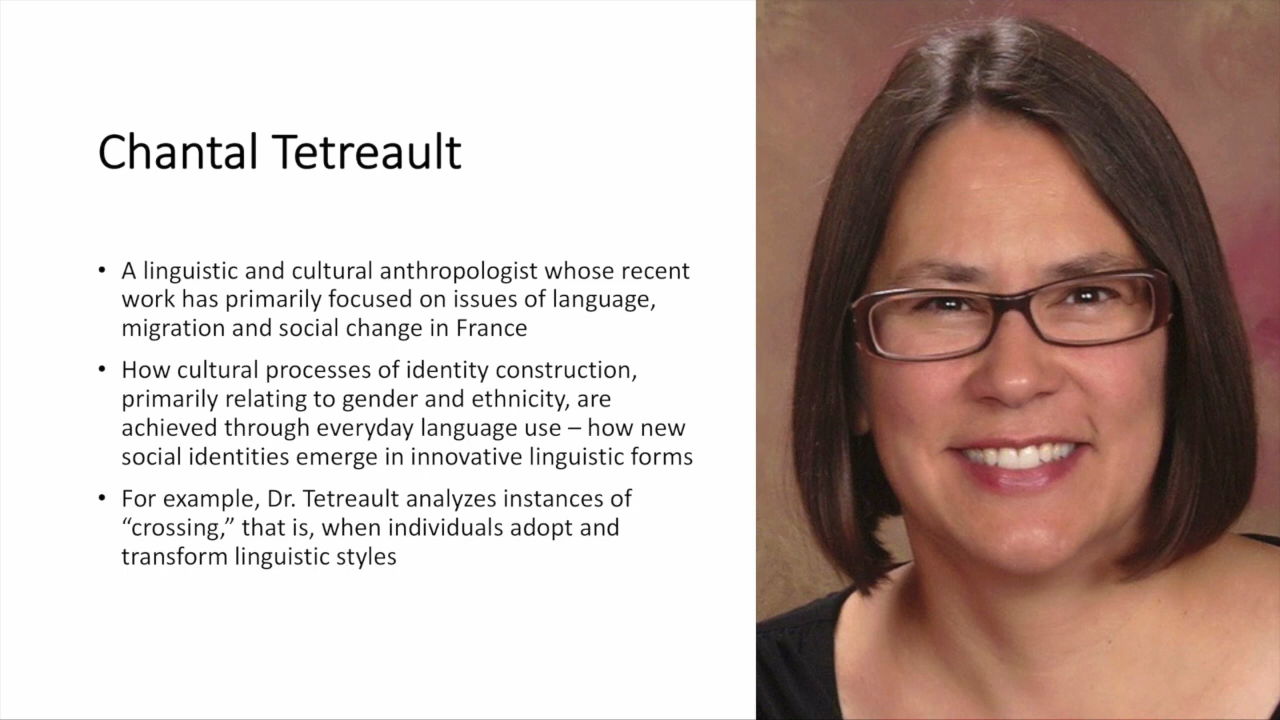 Chantal Tetreault
• A linguistic and cultural anthropologist whose recent
work has primarily focused on issues of language,
migration and social change in France
• How cultural processes of identity construction,
primarily relating to gender and ethnicity, are
achieved through everyday language use – how new
social identities emerge in innovative linguistic forms
• For example, Dr. Tetreault analyzes instances of
“crossing,” that is, when individuals adopt and
transform linguistic styles